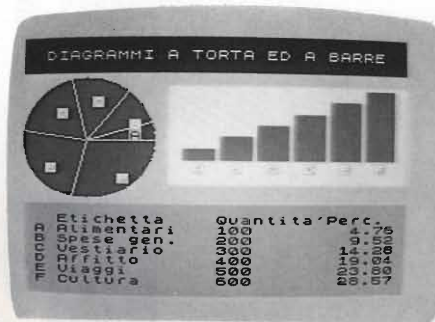 DIAGRAMMI A TORTA ED A BARRE
A
Etichetta Quantita'Perc.
A Alimentari 100 4.76
B Spese gen. 200 9.52
C Vestiario 300 14.28
D Affitto 400 19.04
E Viaggi 500 23.80
F Cultura 600 28.57